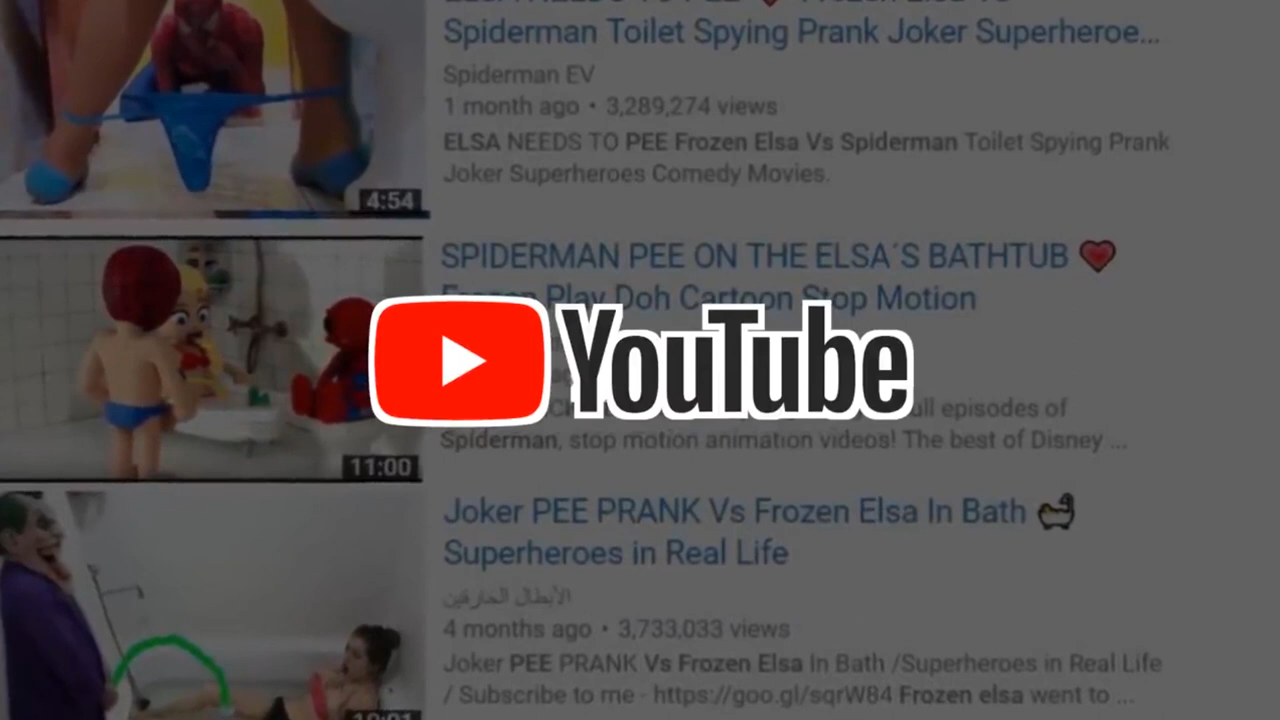 Spiderman Toilet Spying Prank Joker Superheroe...
Spiderman EV
1 month ago • 3,289,274 views
ELSA NEEDS TO PEE Frozen Elsa Vs Spiderman Toilet Spying Prank
Joker Superheroes Comedy Movies.
4:54
SPIDERMAN PEE ON THE ELSA´S BATHTUB
Frozen Play Doh Cartoon Stop Motion
YouTube
full episodes of
Spiderman, stop motion animation videos! The best of Disney ...
11:00
Joker PEE PRANK Vs Frozen Elsa In Bath
Superheroes in Real Life
الأبطال الخارقين
4 months ago • 3,733,033 views
Joker PEE PRANK Vs Frozen Elsa In Bath /Superheroes in Real Life
/ Subscribe to me - https://goo.gl/sqrW84 Frozen elsa went to ...